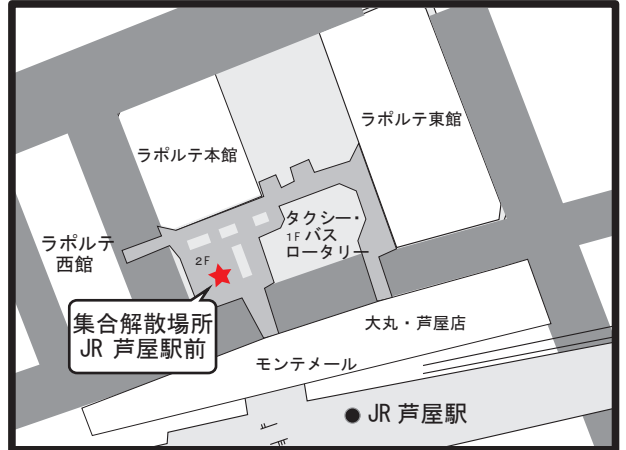 ラポルテ東館
ラポルテ本館
タクシー・
1F バス
ロータリー
ラポルテ
西館
2F
集合解散場所
JR 芦屋駅前
大丸・芦屋店
モンテメール
JR 芦屋駅